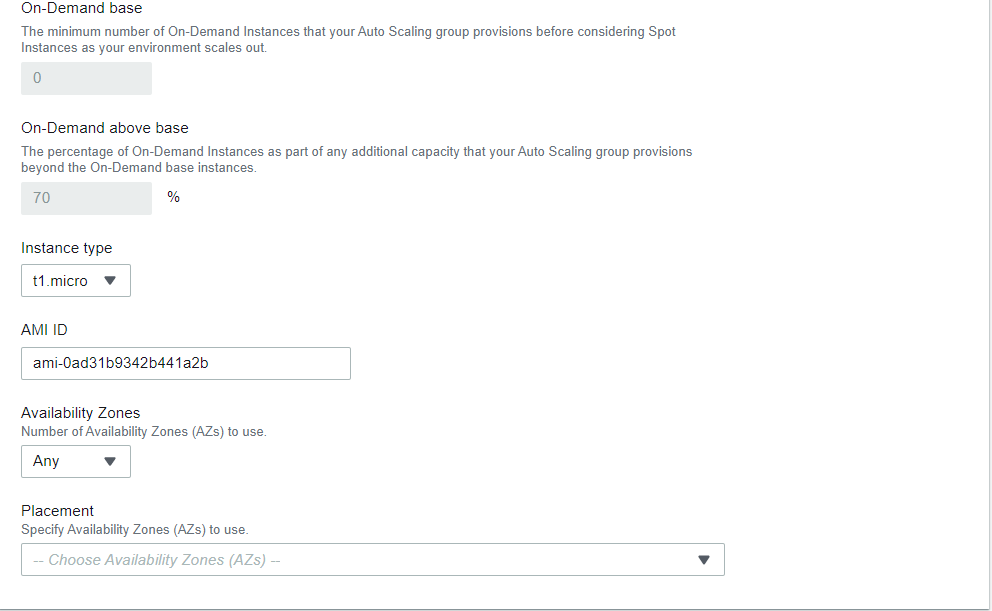 On-Demand base
The minimum number of On-Demand Instances that your Auto Scaling group provisions before considering Spot
Instances as your environment scales out.
0
On-Demand above base
The percentage of On-Demand Instances as part of any additional capacity that your Auto Scaling group provisions
beyond the On-Demand base instances.
70 %
Instance type
t1.micro
AMI ID
ami-0ad31b9342b441a2b
Availability Zones
Number of Availability Zones (AZs) to use.
Any
Placement
Specify Availability Zones (AZs) to use.
-- Choose Availability Zones (AZs) --